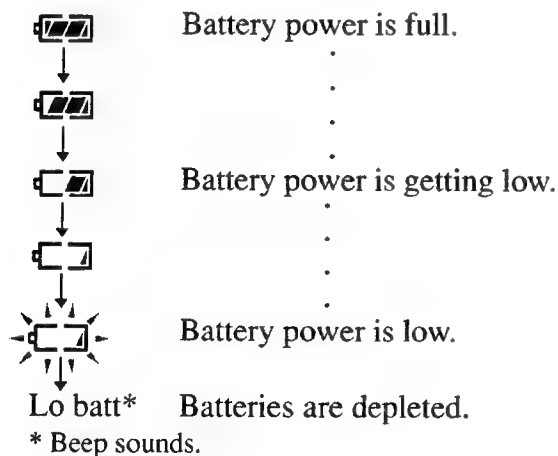 Battery power is full.
Battery power is getting low.
Battery power is low.
Lo batt* Batteries are depleted.
* Beep sounds.